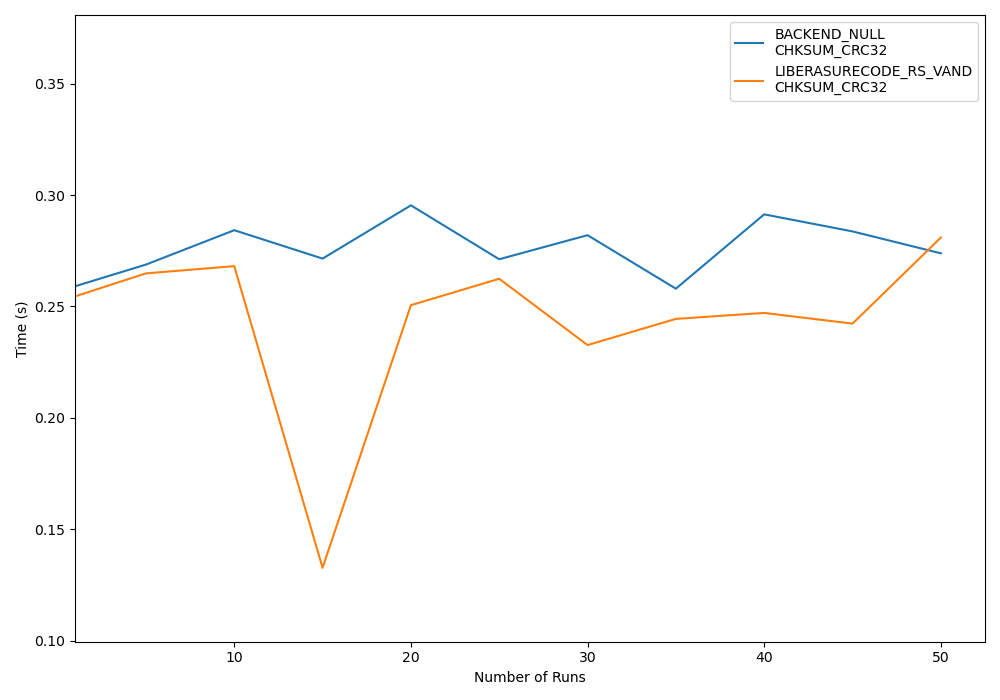 BACKEND_NULL
CHKSUM_CRC32
LIBERASURECODE_RS_VAND
CHKSUM_CRC32
0.35
0.30
0.25
0.20
0.15
0.10
Time (s)
10 20 30 40 50
Number of Runs